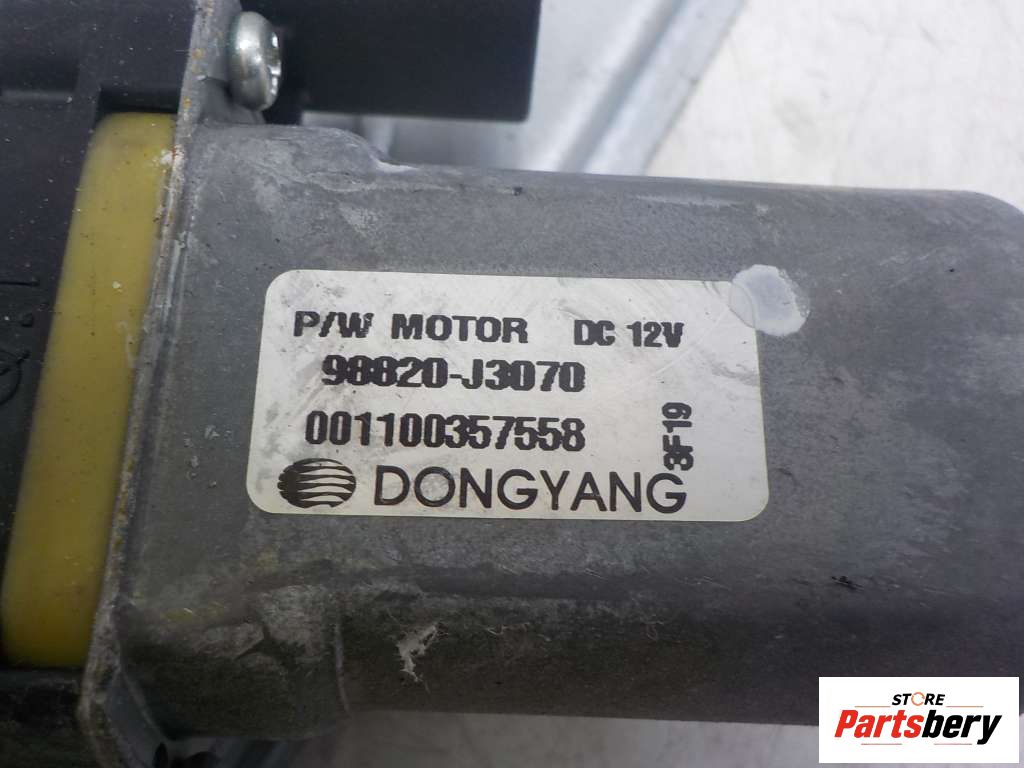 P/W MOTOR DC 12V
98820-J3070
001100357558
3F19
DONGYANG
STORE
Partsbery